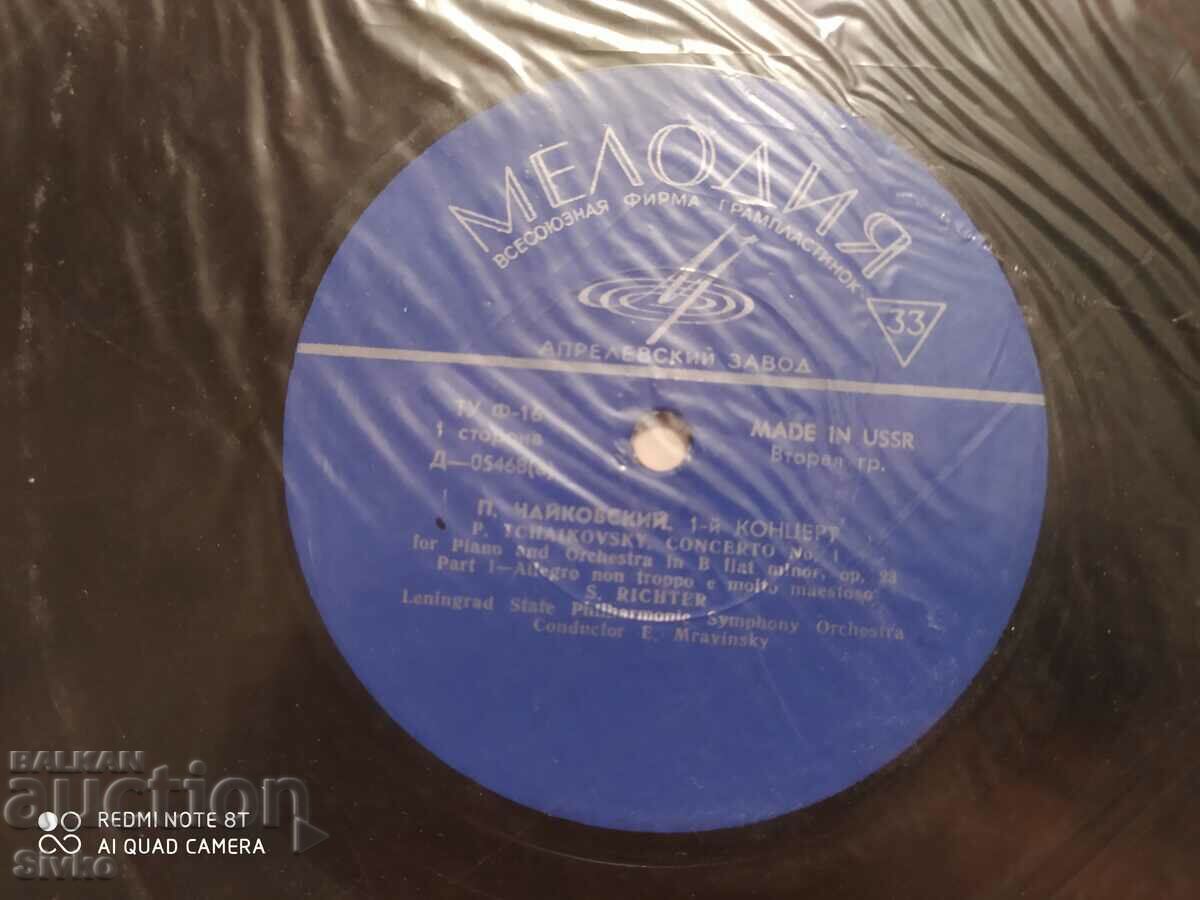 МЕЛОДИЯ
ВСЕСОЮЗНАЯ ФИРМА ГРАМПЛАСТИНОК
33
АПРЕЛЕВСКИЙ ЗАВОД
ТУ Ф-16
1 сторона
Д—05468
MADE IN USSR
Вторая гр.
П. ЧАЙКОВСКИЙ. 1-й КОНЦЕРТ
P. TCHAIKOVSKY. CONCERTO No. 1
for Piano and Orchestra in B flat minor, op. 23
Part I—Allegro non troppo e molto maestoso
S. RICHTER
Leningrad State Philharmonic Symphony Orchestra
Conductor E. Mravinsky
BALKAN
auction
REDMI NOTE 8T
AI QUAD CAMERA
Sivko